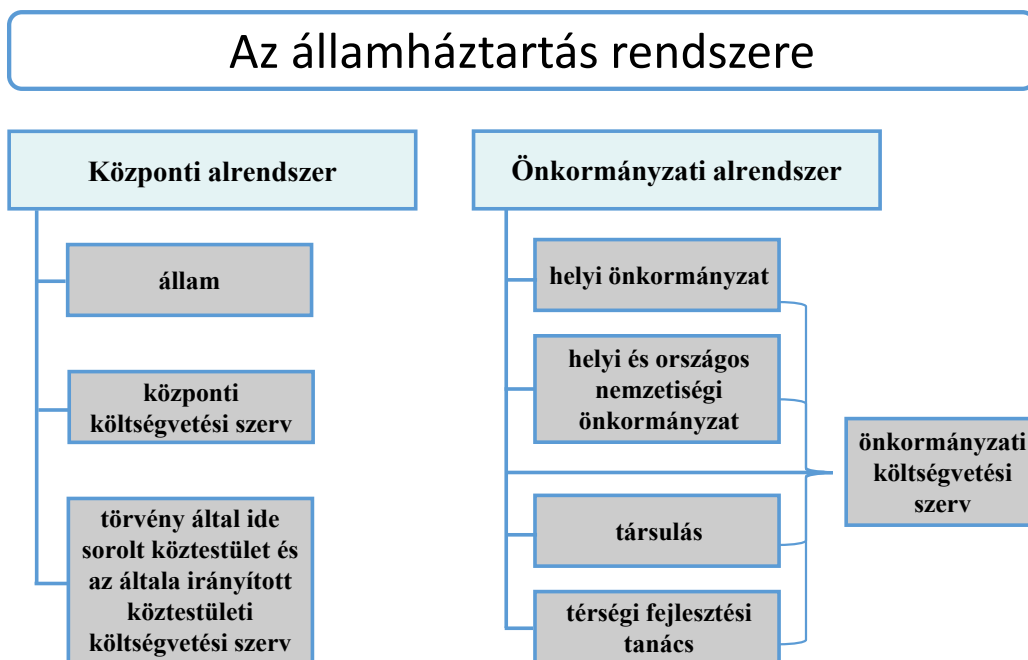 Az államháztartás rendszere
Központi alrendszer
állam
központi
költségvetési szerv
törvény által ide
sorolt köztestület és
az általa irányított
köztestületi
költségvetési szerv
Önkormányzati alrendszer
helyi önkormányzat
helyi és országos
nemzetiségi
önkormányzat
társulás
térségi fejlesztési
tanács
önkormányzati
költségvetési
szerv